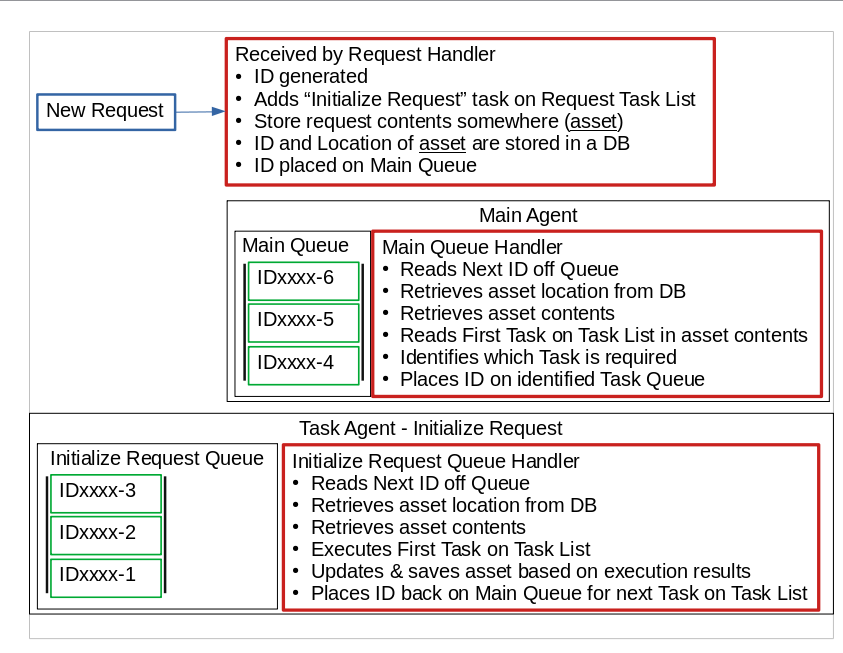 New Request
Received by Request Handler
• ID generated
• Adds “Initialize Request” task on Request Task List
• Store request contents somewhere (asset)
• ID and Location of asset are stored in a DB
• ID placed on Main Queue
Main Agent
Main Queue
IDxxxx-6
IDxxxx-5
IDxxxx-4
Main Queue Handler
• Reads Next ID off Queue
• Retrieves asset location from DB
• Retrieves asset contents
• Reads First Task on Task List in asset contents
• Identifies which Task is required
• Places ID on identified Task Queue
Task Agent - Initialize Request
Initialize Request Queue
IDxxxx-3
IDxxxx-2
IDxxxx-1
Initialize Request Queue Handler
• Reads Next ID off Queue
• Retrieves asset location from DB
• Retrieves asset contents
• Executes First Task on Task List
• Updates & saves asset based on execution results
• Places ID back on Main Queue for next Task on Task List